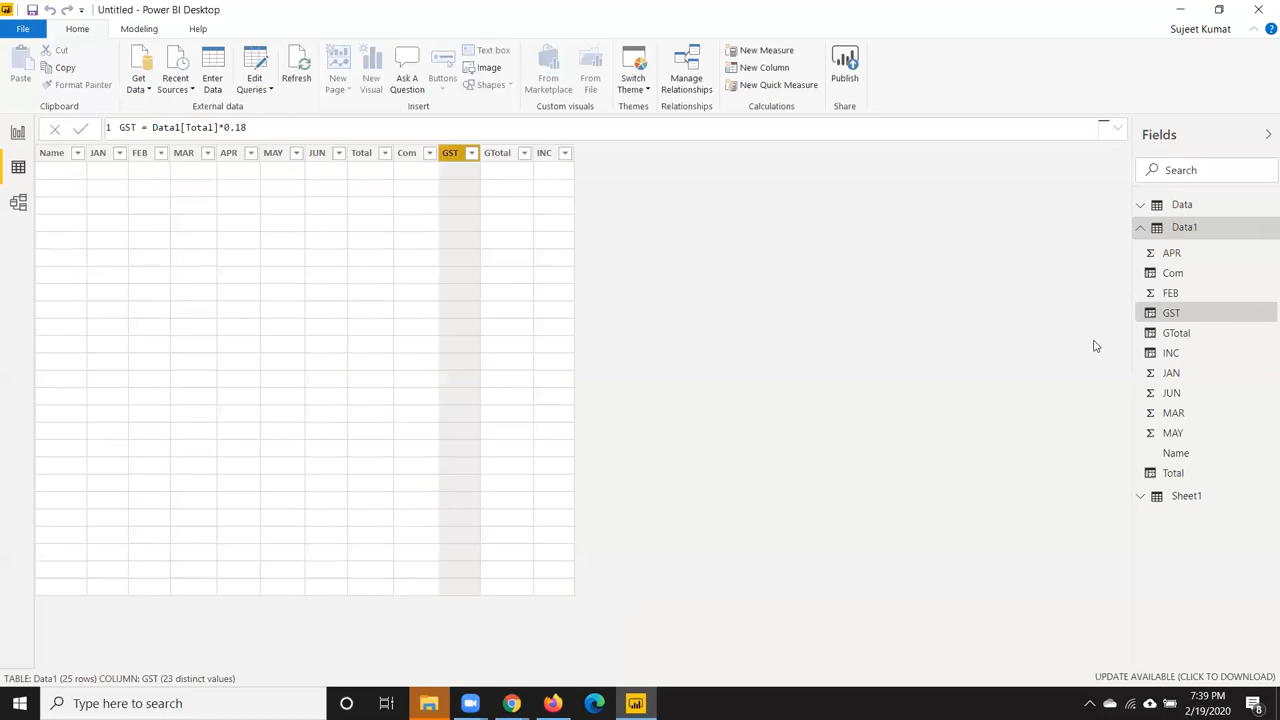 Untitled - Power BI Desktop
File Home Modeling Help
Sujeet Kumat
Paste
Cut
Copy
Format Painter
Clipboard
Get Data
Recent Sources
Enter Data
Edit Queries
Refresh
External data
New Page
New Visual
Ask A Question
Buttons
Text box
Image
Shapes
Insert
From Marketplace
From File
Custom visuals
Switch Theme
Themes
Manage Relationships
Relationships
New Measure
New Column
New Quick Measure
Calculations
Publish
Share
1 GST = Data1[Total]*0.18
Name JAN FEB MAR APR MAY JUN Total Com GST GTotal INC
Fields
Search
Data
Data1
APR
Com
FEB
GST
GTotal
INC
JAN
JUN
MAR
MAY
Name
Total
Sheet1
TABLE: Data1 (25 rows) COLUMN: GST (23 distinct values)
UPDATE AVAILABLE (CLICK TO DOWNLOAD)
Type here to search
7:39 PM
2/19/2020
8